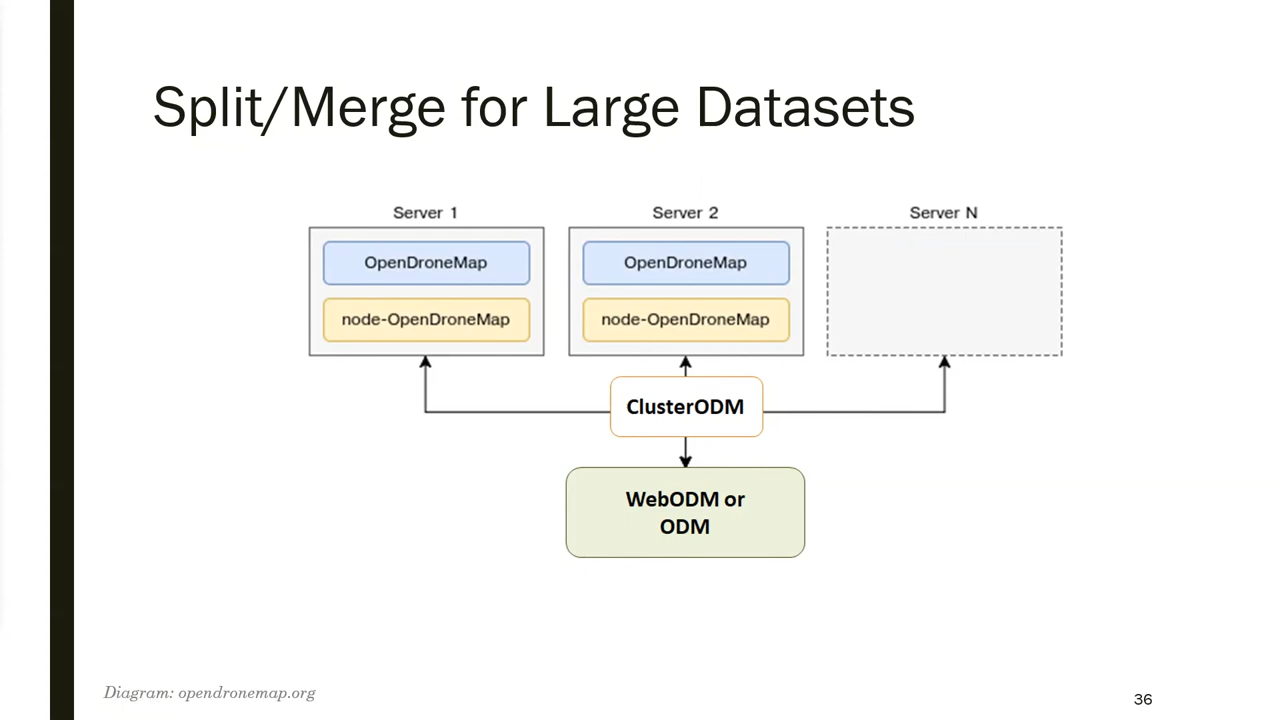 Split/Merge for Large Datasets
Server 1
Server 2
Server N
OpenDroneMap
OpenDroneMap
node-OpenDroneMap
node-OpenDroneMap
ClusterODM
WebODM or
ODM
Diagram: opendronemap.org
36